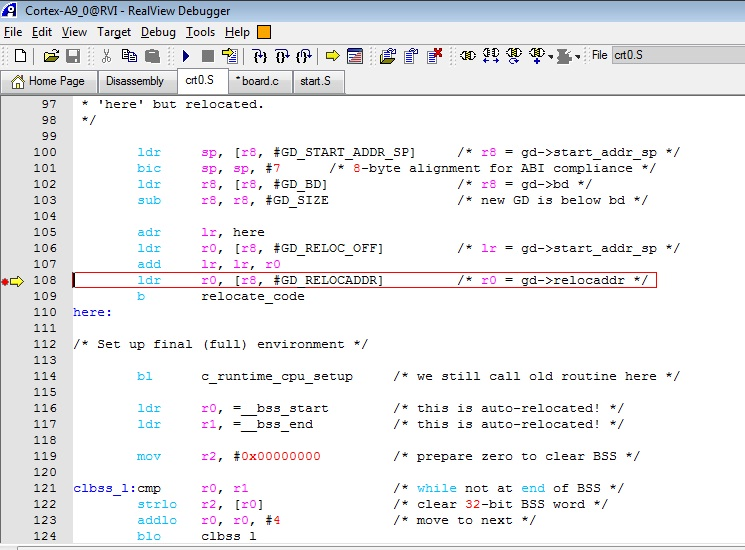 Cortex-A9_0@RVI - RealView Debugger
File Edit View Target Debug Tools Help
File crt0.S
Home Page Disassembly crt0.S *board.c start.S
97 * 'here' but relocated.
98 */
99
100 ldr sp, [r8, #GD_START_ADDR_SP] /* r8 = gd->start_addr_sp */
101 bic sp, sp, #7 /* 8-byte alignment for ABI compliance */
102 ldr r8, [r8, #GD_BD] /* r8 = gd->bd */
103 sub r8, r8, #GD_SIZE /* new GD is below bd */
104
105 adr lr, here
106 ldr r0, [r8, #GD_RELOC_OFF] /* lr = gd->start_addr_sp */
107 add lr, lr, r0
108 ldr r0, [r8, #GD_RELOCADDR] /* r0 = gd->relocaddr */
109 b relocate_code
110 here:
111
112 /* Set up final (full) environment */
113
114 bl c_runtime_cpu_setup /* we still call old routine here */
115
116 ldr r0, =__bss_start /* this is auto-relocated! */
117 ldr r1, =__bss_end /* this is auto-relocated! */
118
119 mov r2, #0x00000000 /* prepare zero to clear BSS */
120
121 clbss_l:cmp r0, r1 /* while not at end of BSS */
122 strlo r2, [r0] /* clear 32-bit BSS word */
123 addlo r0, r0, #4 /* move to next */
124 blo clbss_l